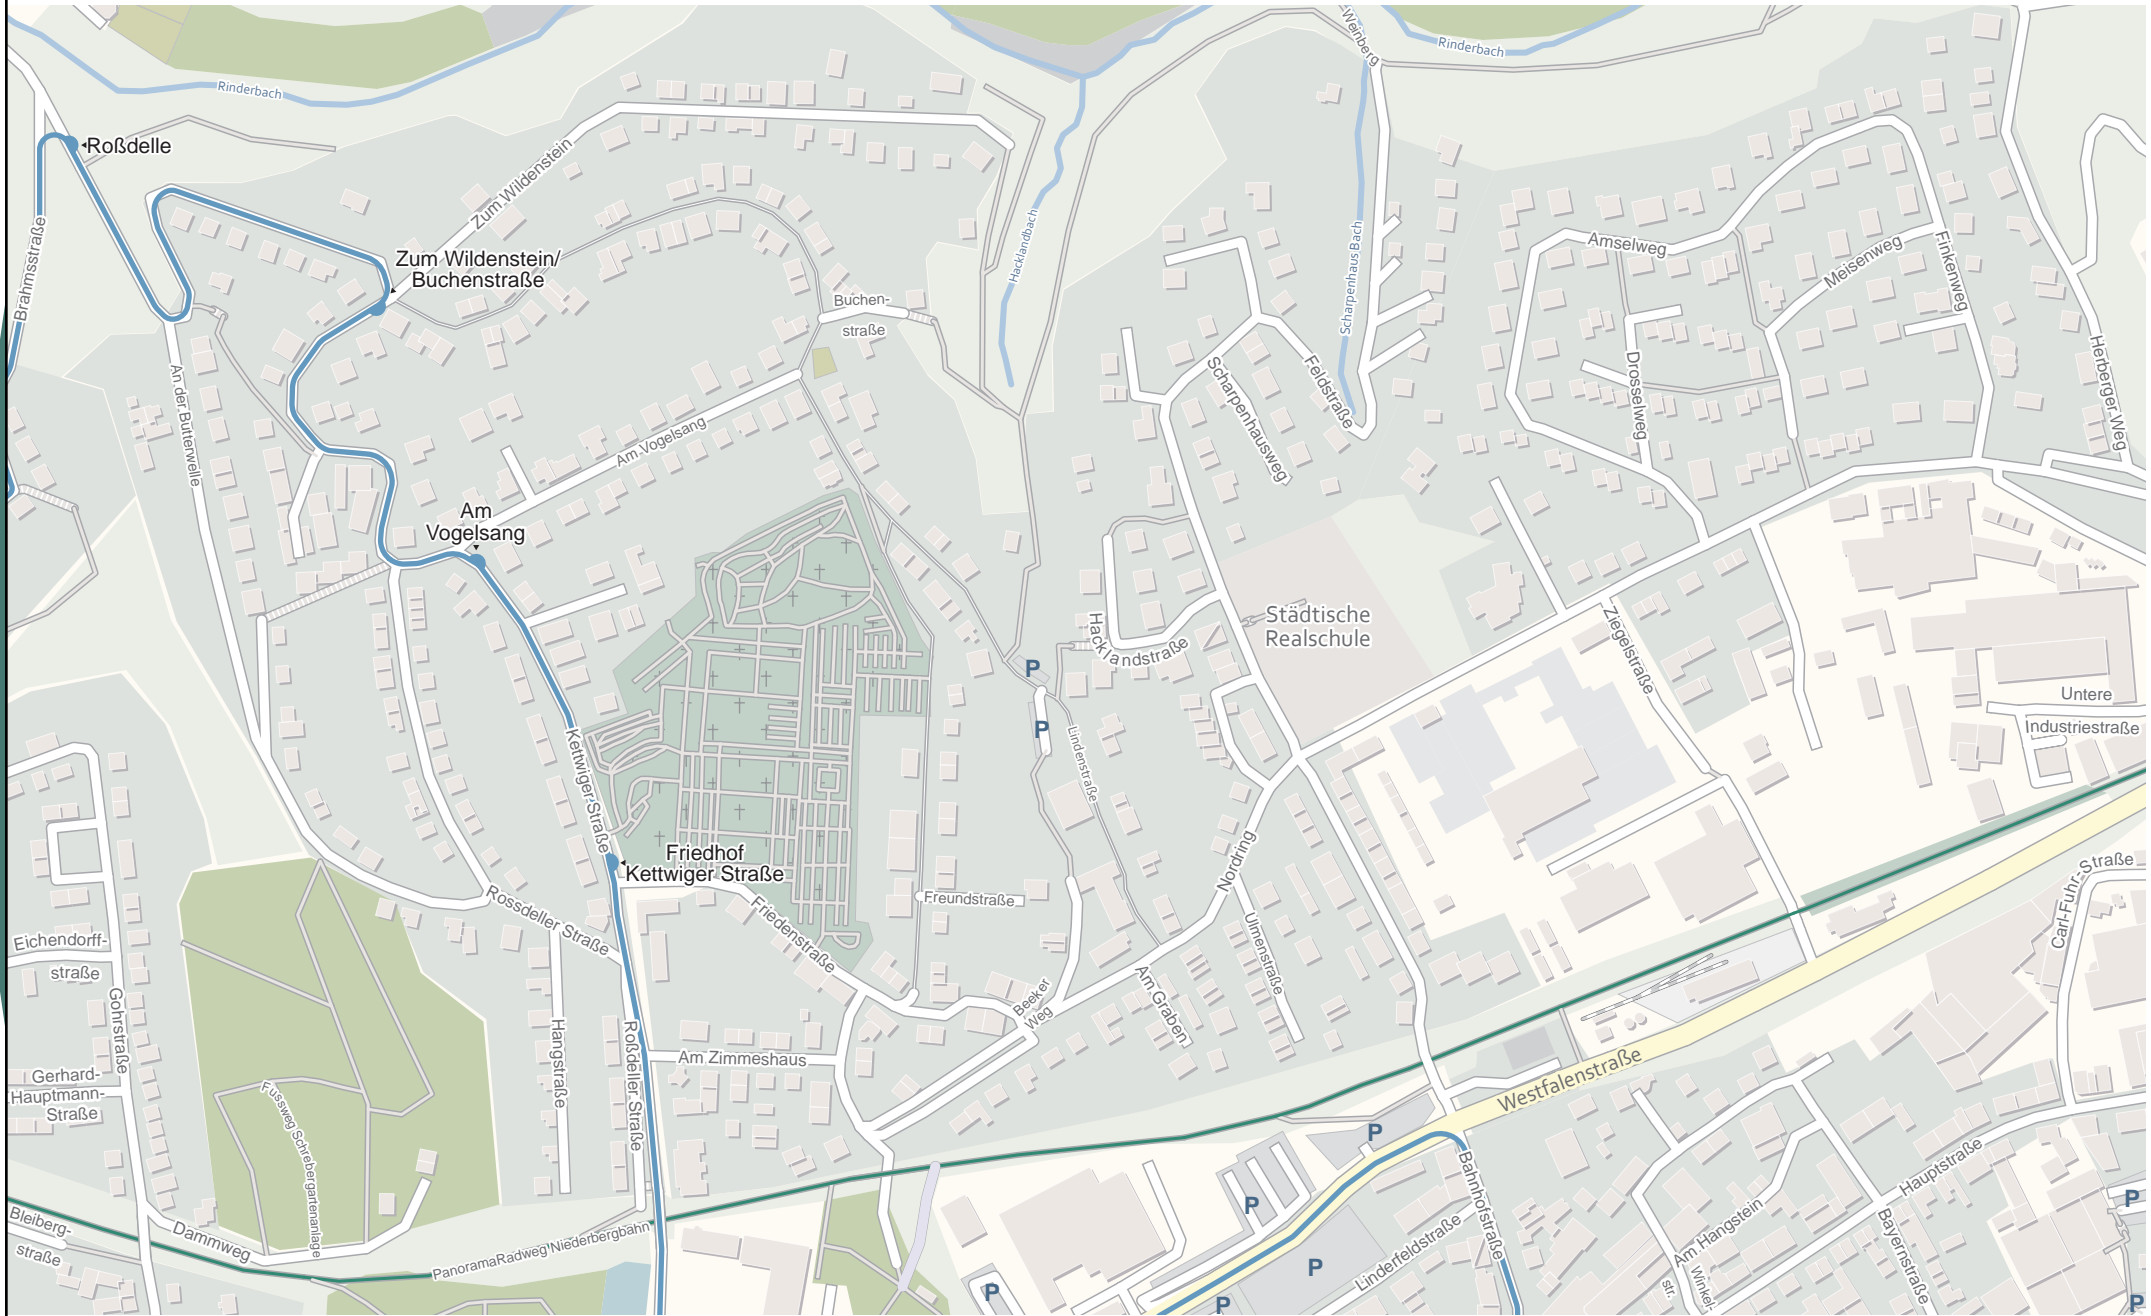 Weinberg
Rinderbach
Rinderbach
Roßdelle
Zum Wildenstein
Brahmsstraße
Zum Wildenstein/
Buchenstraße
Hacklandbach
Scharpenhaus Bach
Amselweg
Meisenweg
Finkenweg
Buchen-
straße
An der Butterwelle
Scharpenhausweg
Feldstraße
Drosselweg
Herberger Weg
Am Vogelsang
Am
Vogelsang
Städtische
Realschule
Hacklandstraße
Ziegelstraße
P
P
Lindenstraße
Untere
Industriestraße
Kettwiger Straße
Friedhof
Kettwiger Straße
Nordring
Carl-Fuhr-Straße
Freundstraße
Rossdeller Straße
Friedenstraße
Ulmenstraße
Eichendorff-
straße
Gohrstraße
Am Graben
Beeker
Weg
Hangstraße
Roßdeller Straße
Am Zimmeshaus
Westfalenstraße
Gerhard-
Hauptmann-
Straße
Fussweg Schrebergartenanlage
P
Bahnhofstraße
Hauptstraße
P
P
Bleiberg-
straße
Dammweg
PanoramaRadweg Niederbergbahn
Linderfeldstraße
Am Hangstein
Bayernstraße
P
P
P
Winkel-
str.
P